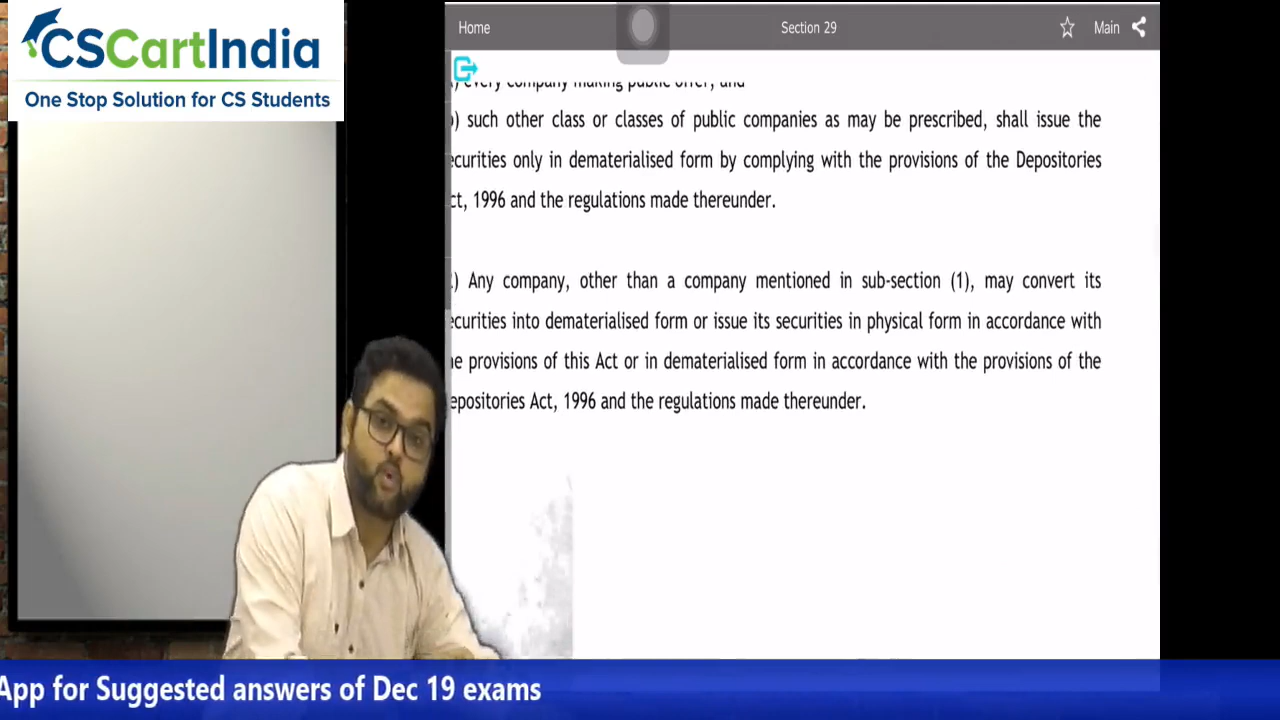 CSCartIndia
One Stop Solution for CS Students
Home
Section 29
Main
every company making public offer, and
) such other class or classes of public companies as may be prescribed, shall issue the
ecurities only in dematerialised form by complying with the provisions of the Depositories
ct, 1996 and the regulations made thereunder.
) Any company, other than a company mentioned in sub-section (1), may convert its
ecurities into dematerialised form or issue its securities in physical form in accordance with
e provisions of this Act or in dematerialised form in accordance with the provisions of the
epositories Act, 1996 and the regulations made thereunder.
App for Suggested answers of Dec 19 exams